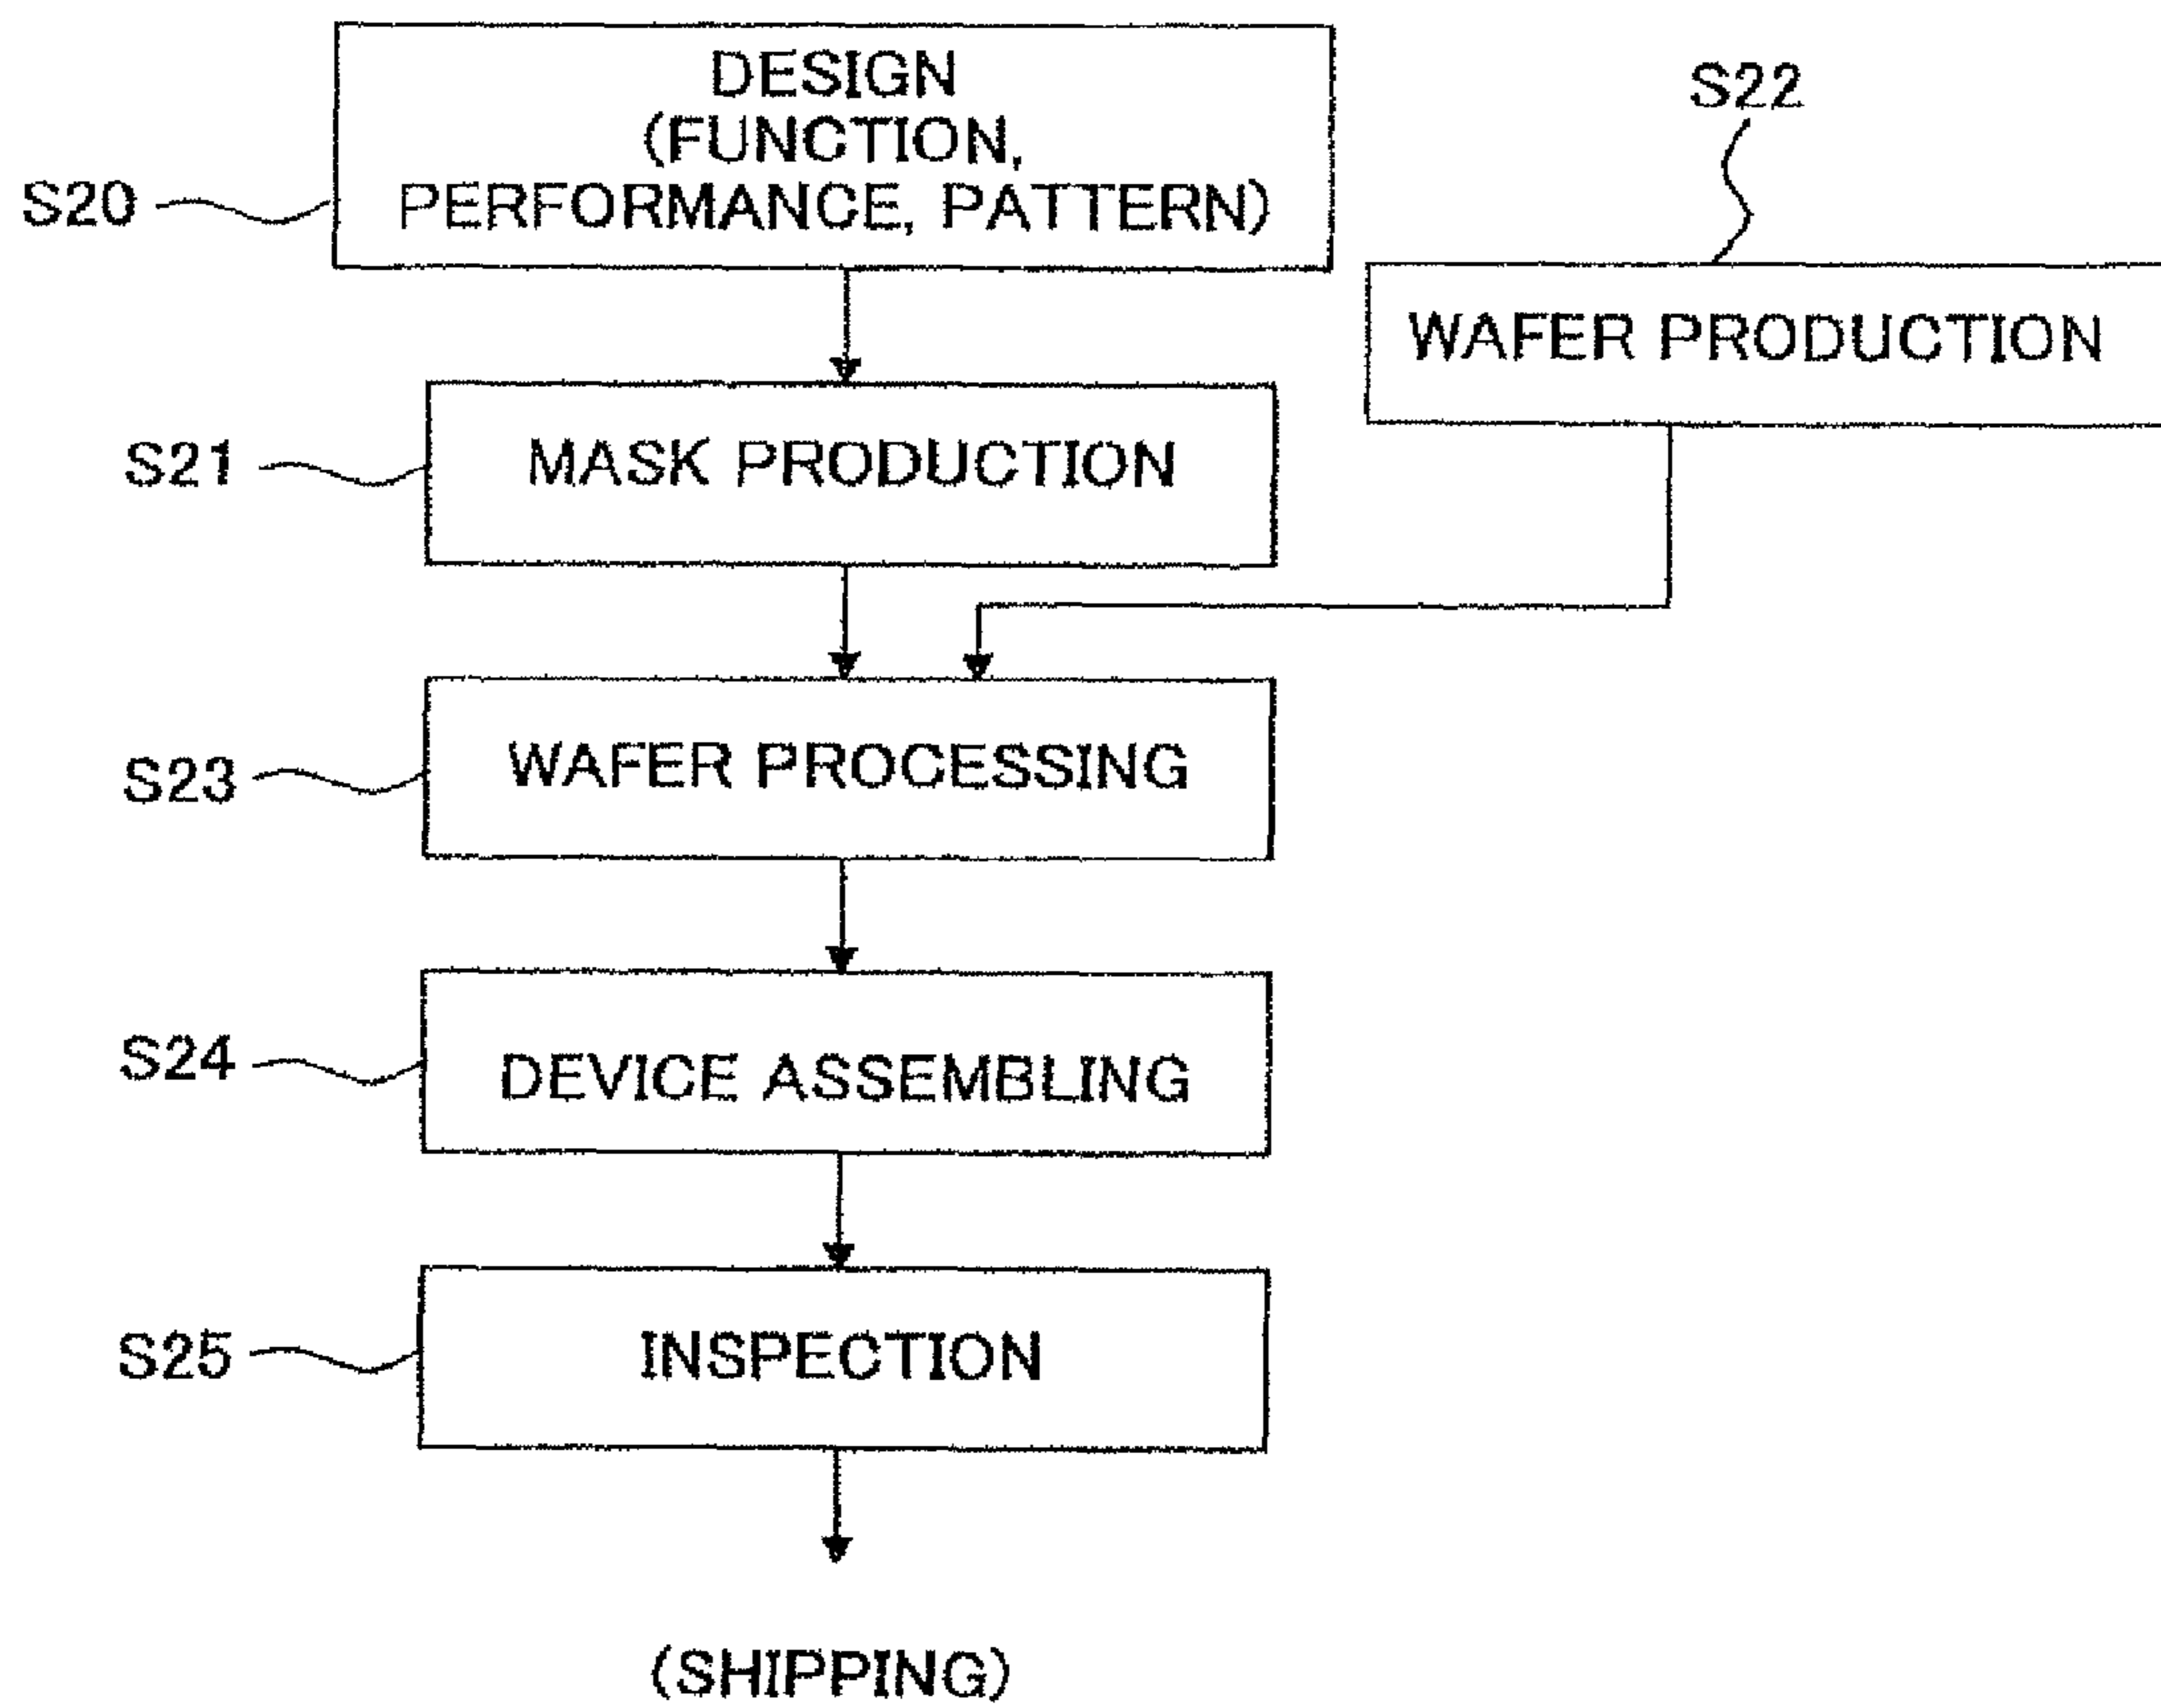 DESIGN
(FUNCTION,
PERFORMANCE, PATTERN)
S20
S22
WAFER PRODUCTION
S21
MASK PRODUCTION
S23
WAFER PROCESSING
S24
DEVICE ASSEMBLING
S25
INSPECTION
(SHIPPING)